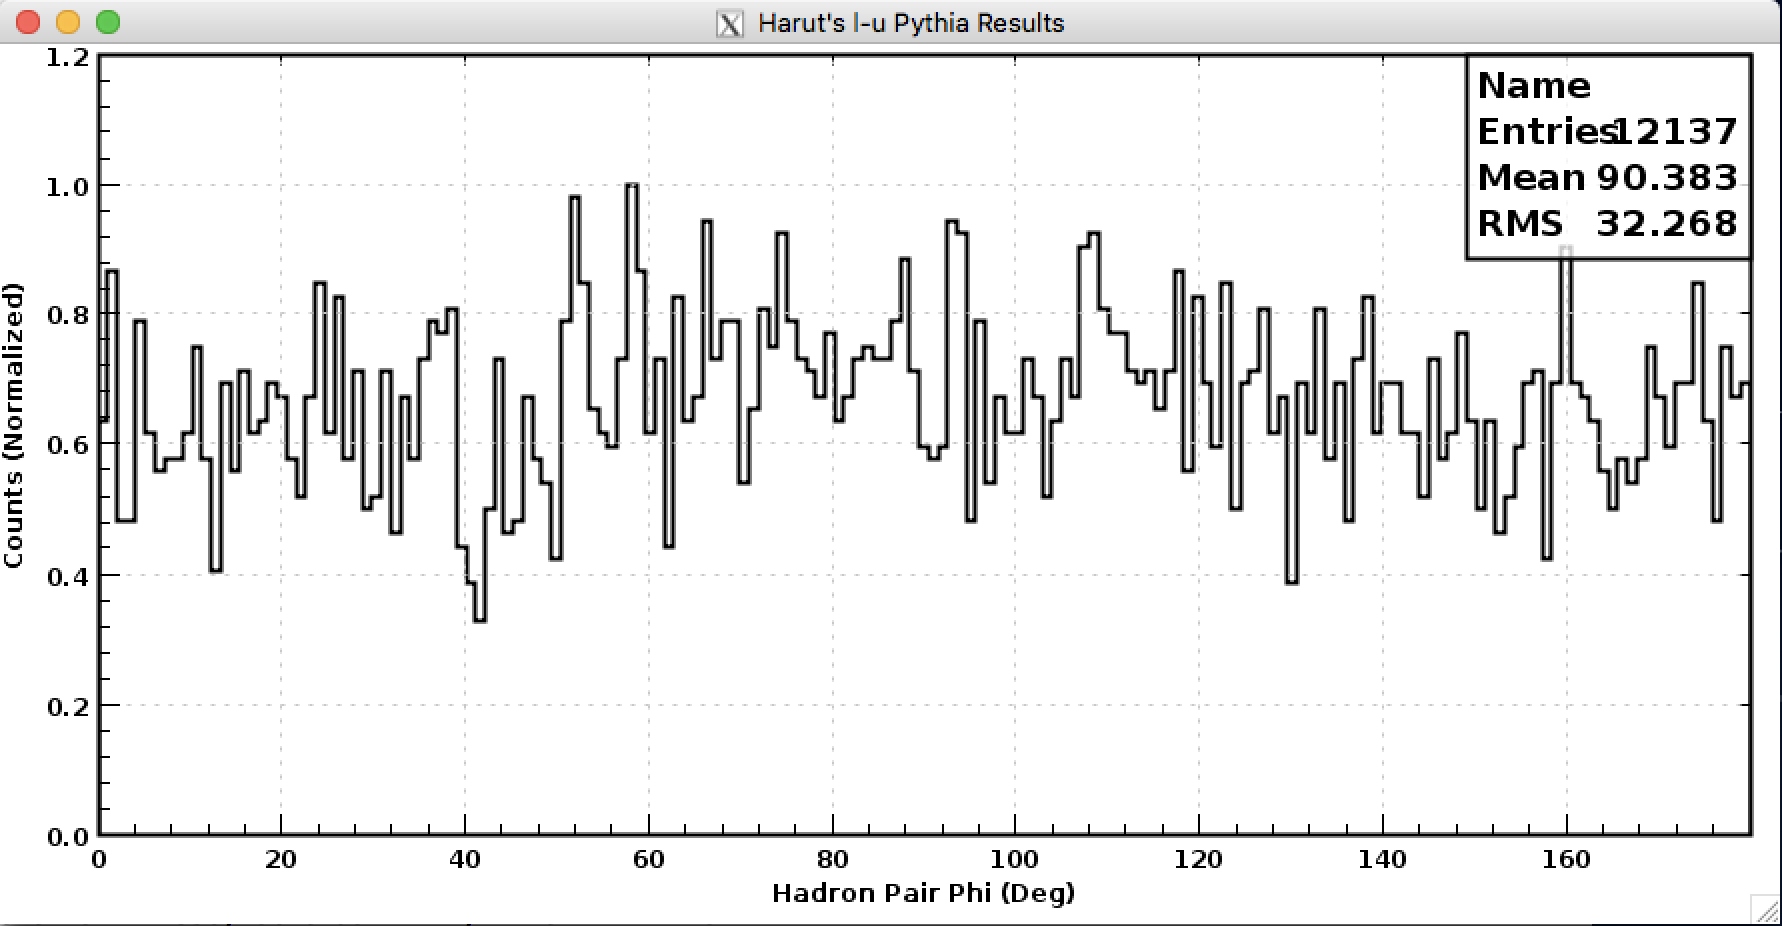 Harut's l-u Pythia Results
1.2
1.0
0.8
0.6
0.4
0.2
0.0
Counts (Normalized)
Name
Entries 12137
Mean 90.383
RMS 32.268
0 20 40 60 80 100 120 140 160
Hadron Pair Phi (Deg)